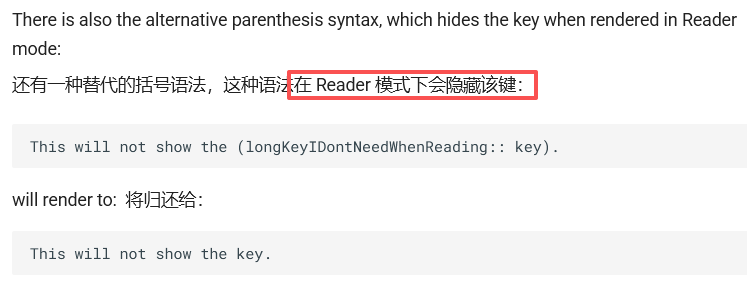 There is also the alternative parenthesis syntax, which hides the key when rendered in Reader
mode:
还有一种替代的括号语法，这种语法在 Reader 模式下会隐藏该键：
This will not show the (longKeyIDontNeedWhenReading:: key).
will render to: 将归还给：
This will not show the key.